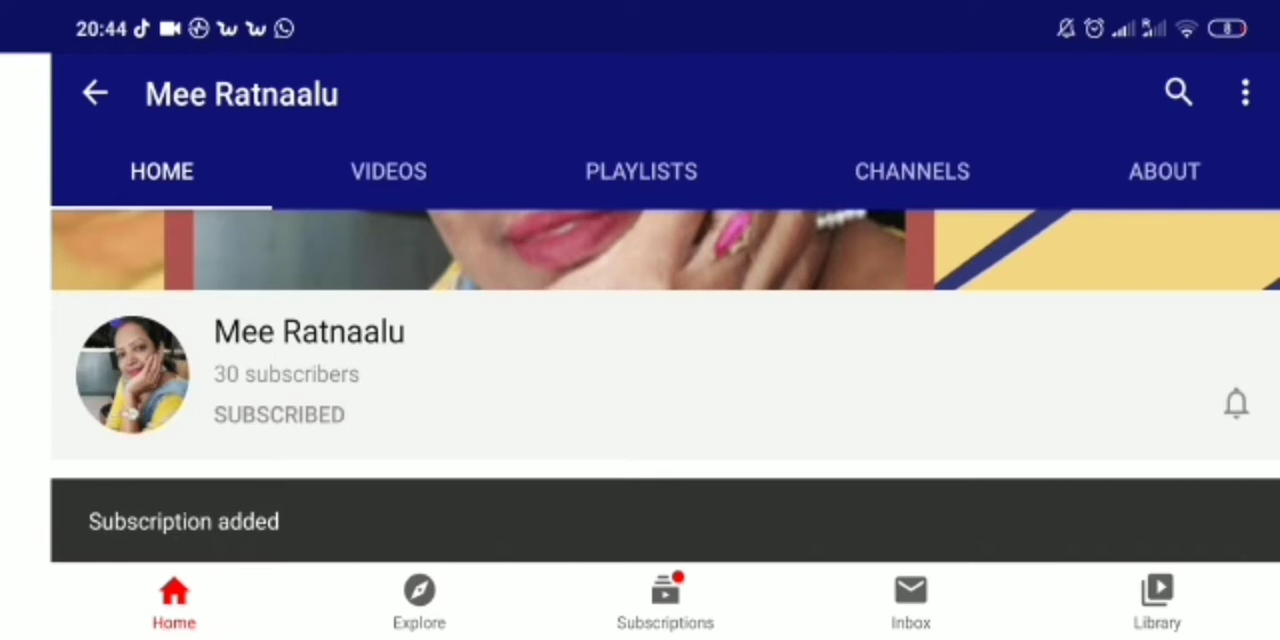 20:44
8
Mee Ratnaalu
HOME VIDEOS PLAYLISTS CHANNELS ABOUT
Mee Ratnaalu
30 subscribers
SUBSCRIBED
Subscription added
Home Explore Subscriptions Inbox Library